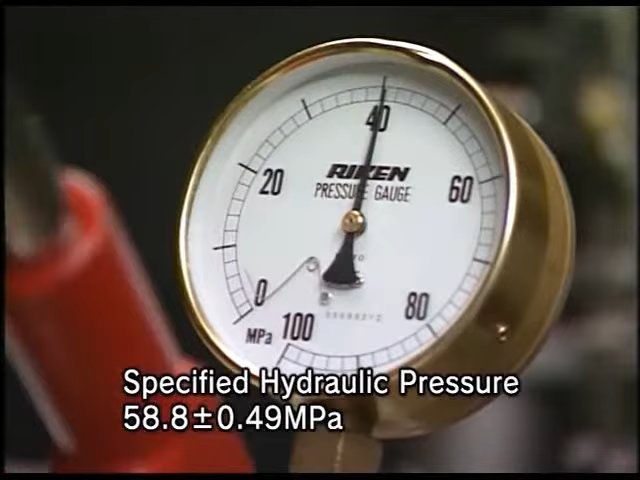 40
RIKEN
PRESSURE GAUGE
20
60
0
80
MPa
100
Specified Hydraulic Pressure
58.8±0.49MPa